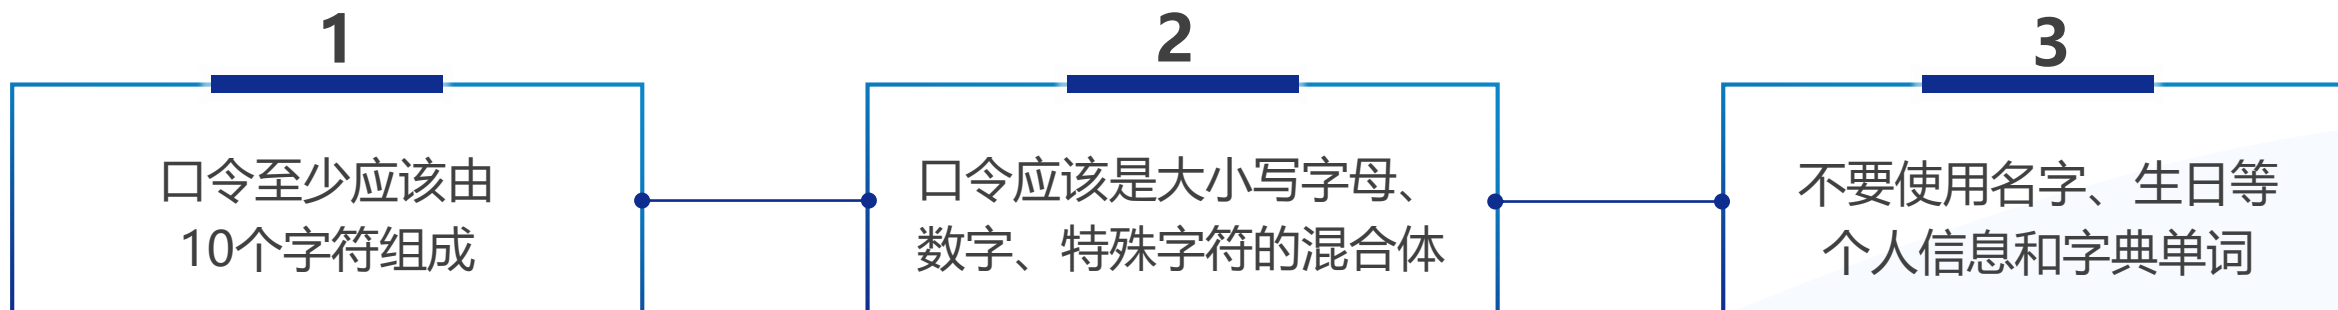 1
口令至少应该由
10个字符组成
2
口令应该是大小写字母、
数字、特殊字符的混合体
3
不要使用名字、生日等
个人信息和字典单词